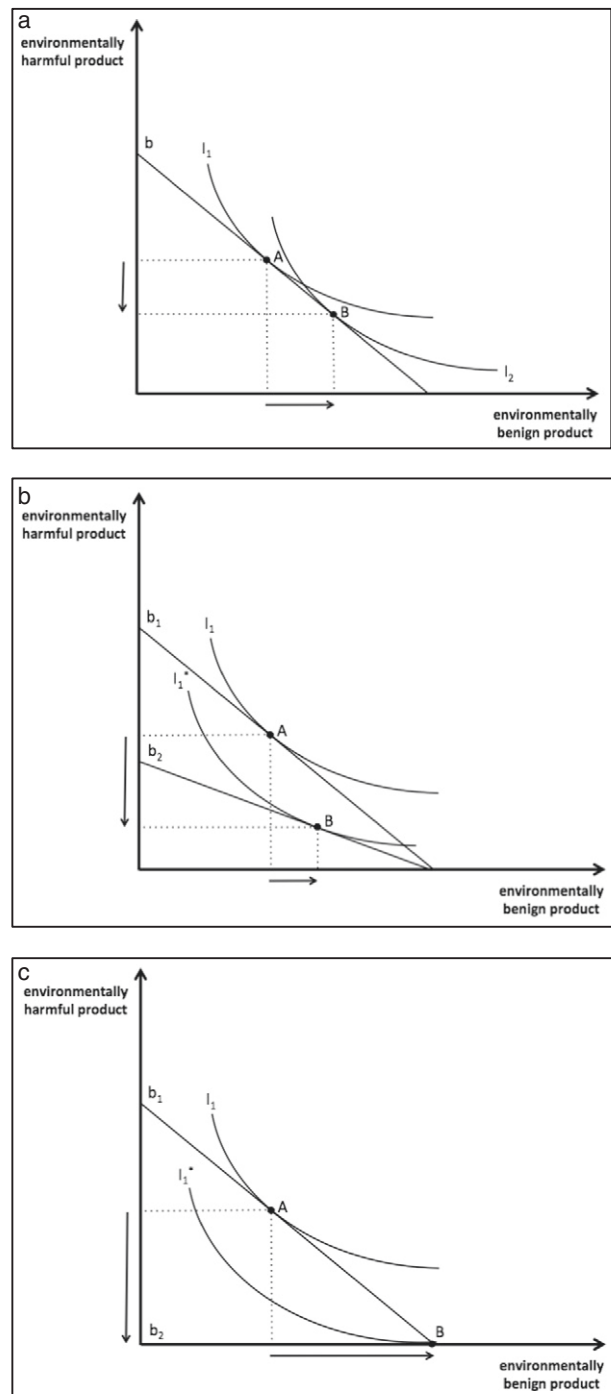 a
environmentally
harmful product
b
I₁
A
B
I₂
environmentally
benign product
b
environmentally
harmful product
b₁
I₁
I₁*
A
b₂
B
environmentally
benign product
c
environmentally
harmful product
b₁
I₁
I₁*
A
b₂
B
environmentally
benign product